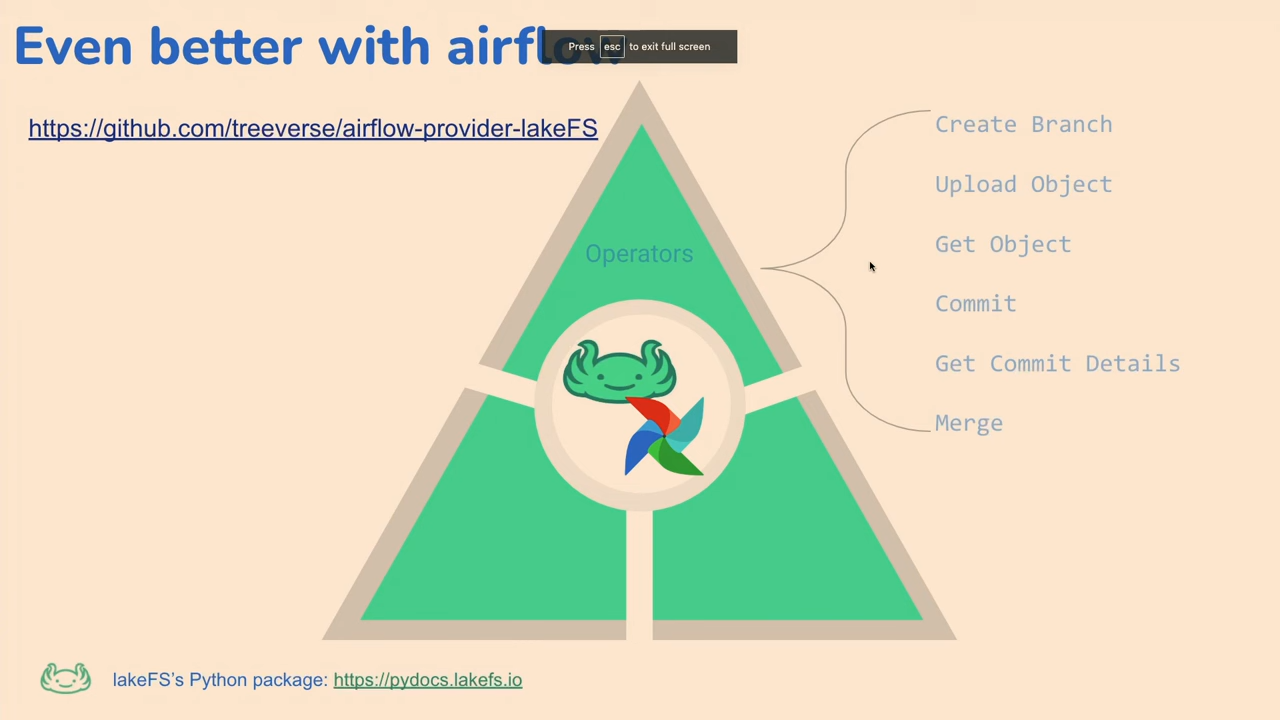 Even better with airflow
Press esc to exit full screen
https://github.com/treeverse/airflow-provider-lakeFS
Operators
Create Branch
Upload Object
Get Object
Commit
Get Commit Details
Merge
lakeFS's Python package: https://pydocs.lakefs.io